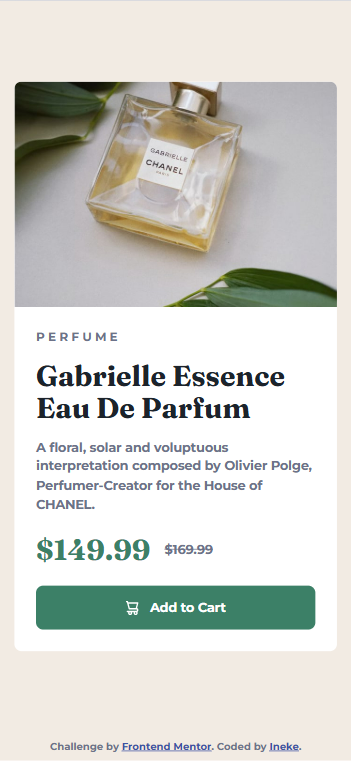 GABRIELLE
CHANEL
PARIS
PERFUME
Gabrielle Essence
Eau De Parfum
A floral, solar and voluptuous
interpretation composed by Olivier Polge,
Perfumer-Creator for the House of
CHANEL.
$149.99 $169.99
Add to Cart
Challenge by Frontend Mentor. Coded by Ineke.